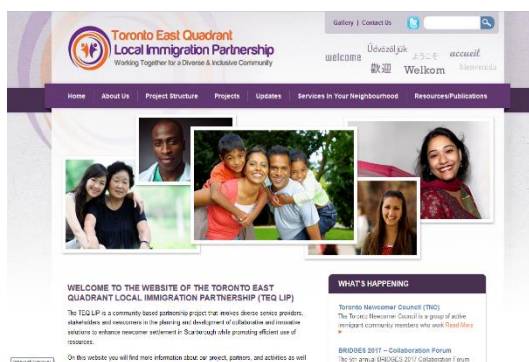 Gallery | Contact Us
Toronto East Quadrant
Local Immigration Partnership
Working Together for a Diverse & Inclusive Community
welcome Üdvözöljük ようこそ accueil
歡迎 Welkom bienvenida
Home About Us Project Structure Projects Updates Services In Your Neighbourhood Resources/Publications
WELCOME TO THE WEBSITE OF THE TORONTO EAST
QUADRANT LOCAL IMMIGRATION PARTNERSHIP (TEQ LIP)
The TEQ LIP is a community based partnership project that involves diverse service providers,
stakeholders and newcomers in the planning and development of collaborative and innovative
solutions to enhance newcomer settlement in Scarborough while promoting efficient use of
resources.
On this website you will find more information about our project, partners, and activities as well
WHAT'S HAPPENING
Toronto Newcomer Council (TNC)
The Toronto Newcomer Council is a group of active
immigrant community members who work Read More
BRIDGES 2017 – Collaboration Forum
The 5th annual BRIDGES 2017 Collaboration Forum